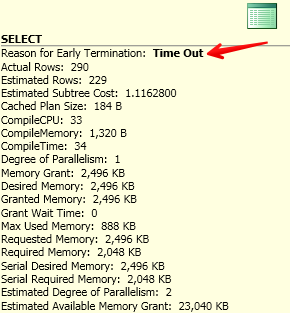 SELECT
Reason for Early Termination: Time Out
Actual Rows: 290
Estimated Rows: 229
Estimated Subtree Cost: 1.1162800
Cached Plan Size: 184 B
CompileCPU: 33
CompileMemory: 1,320 B
CompileTime: 34
Degree of Parallelism: 1
Memory Grant: 2,496 KB
Desired Memory: 2,496 KB
Granted Memory: 2,496 KB
Grant Wait Time: 0
Max Used Memory: 888 KB
Requested Memory: 2,496 KB
Required Memory: 2,048 KB
Serial Desired Memory: 2,496 KB
Serial Required Memory: 2,048 KB
Estimated Degree of Parallelism: 2
Estimated Available Memory Grant: 23,040 KB